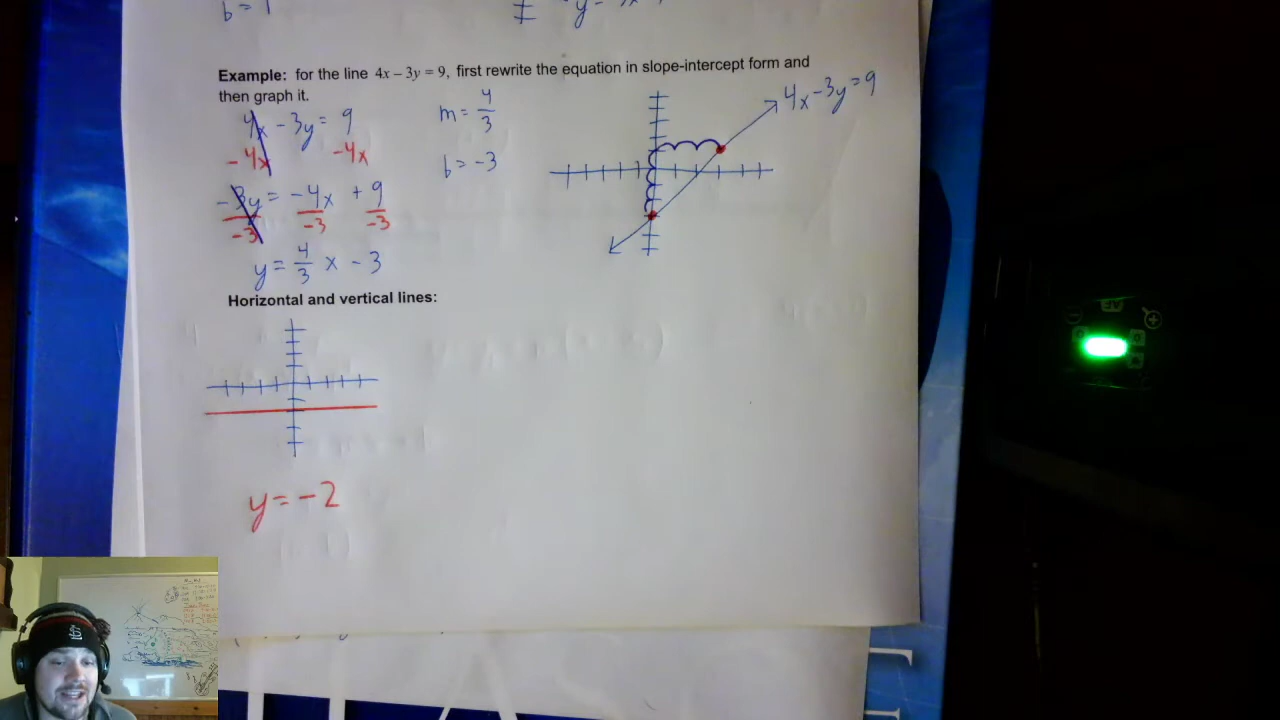 b = 1
Example: for the line 4x – 3y = 9, first rewrite the equation in slope-intercept form and
then graph it.
4x - 3y = 9
-4x -4x
-3y = -4x + 9
-3 -3 -3
y = 4/3 x - 3
m = 4/3
b = -3
4x-3y=9
Horizontal and vertical lines:
y = -2